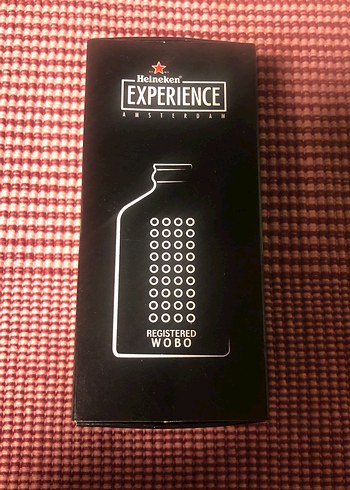 Heineken
EXPERIENCE
AMSTERDAM
REGISTERED
WOBO